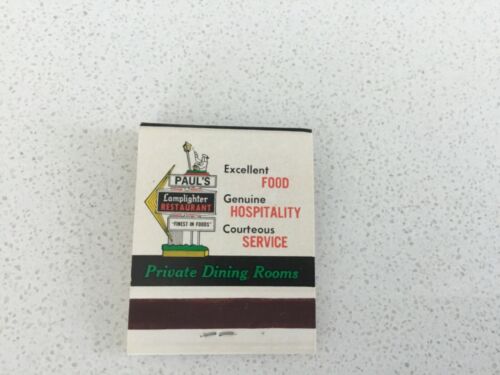 PAUL'S
Lamplighter
RESTAURANT
"FINEST IN FOODS"
Excellent
FOOD
Genuine
HOSPITALITY
Courteous
SERVICE
Private Dining Rooms